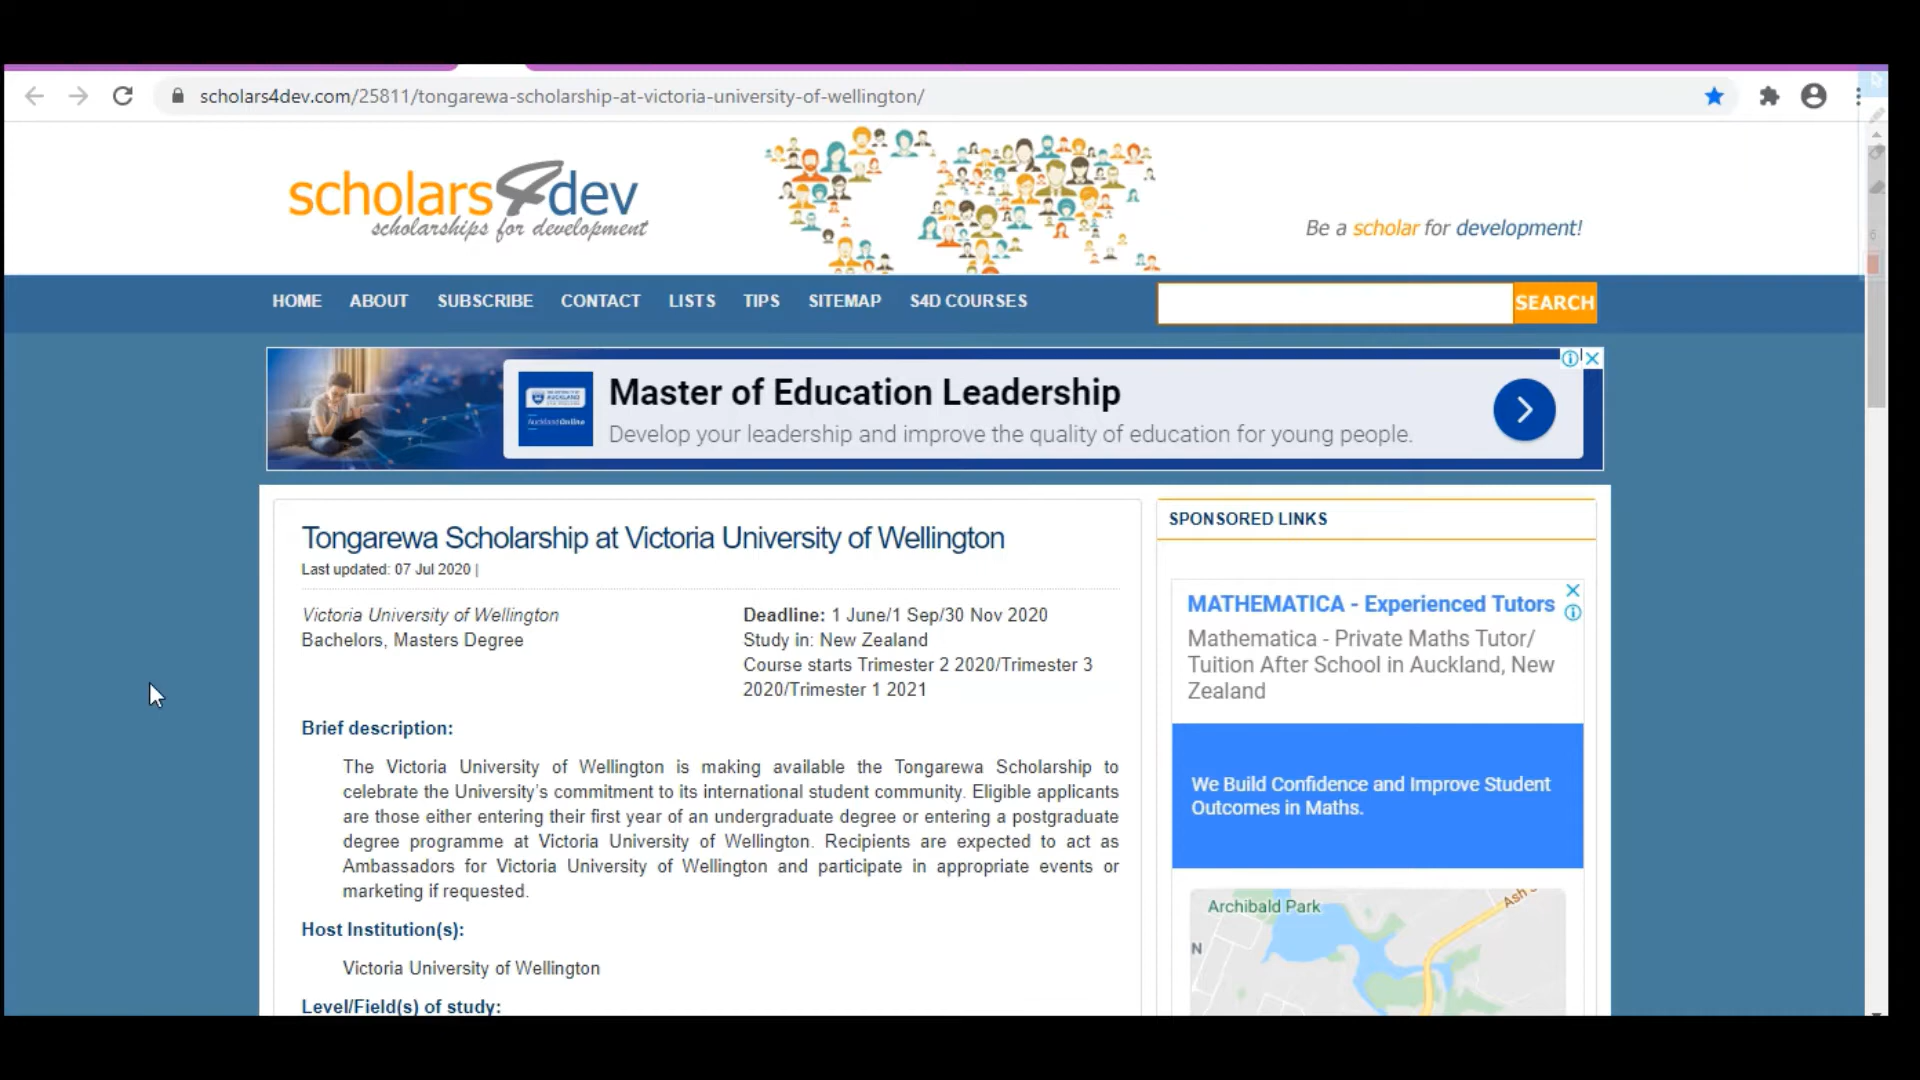 scholars4dev.com/25811/tongarewa-scholarship-at-victoria-university-of-wellington/
scholars4dev
scholarships for development
Be a scholar for development!
HOME ABOUT SUBSCRIBE CONTACT LISTS TIPS SITEMAP S4D COURSES
SEARCH
Master of Education Leadership
Develop your leadership and improve the quality of education for young people.
Tongarewa Scholarship at Victoria University of Wellington
Last updated: 07 Jul 2020 |
Victoria University of Wellington
Bachelors, Masters Degree
Deadline: 1 June/1 Sep/30 Nov 2020
Study in: New Zealand
Course starts Trimester 2 2020/Trimester 3
2020/Trimester 1 2021
Brief description:
The Victoria University of Wellington is making available the Tongarewa Scholarship to
celebrate the University's commitment to its international student community. Eligible applicants
are those either entering their first year of an undergraduate degree or entering a postgraduate
degree programme at Victoria University of Wellington. Recipients are expected to act as
Ambassadors for Victoria University of Wellington and participate in appropriate events or
marketing if requested.
Host Institution(s):
Victoria University of Wellington
Level/Field(s) of study:
SPONSORED LINKS
MATHEMATICA - Experienced Tutors
Mathematica - Private Maths Tutor/
Tuition After School in Auckland, New
Zealand
We Build Confidence and Improve Student
Outcomes in Maths.
Archibald Park
Ash
N